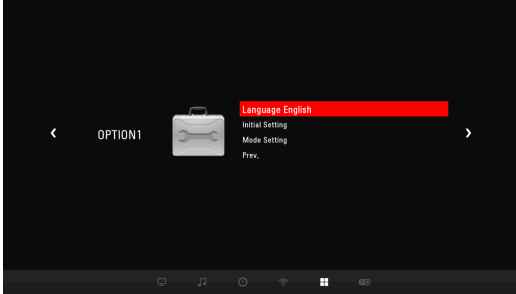 OPTION1
Language English
Initial Setting
Mode Setting
Prev.